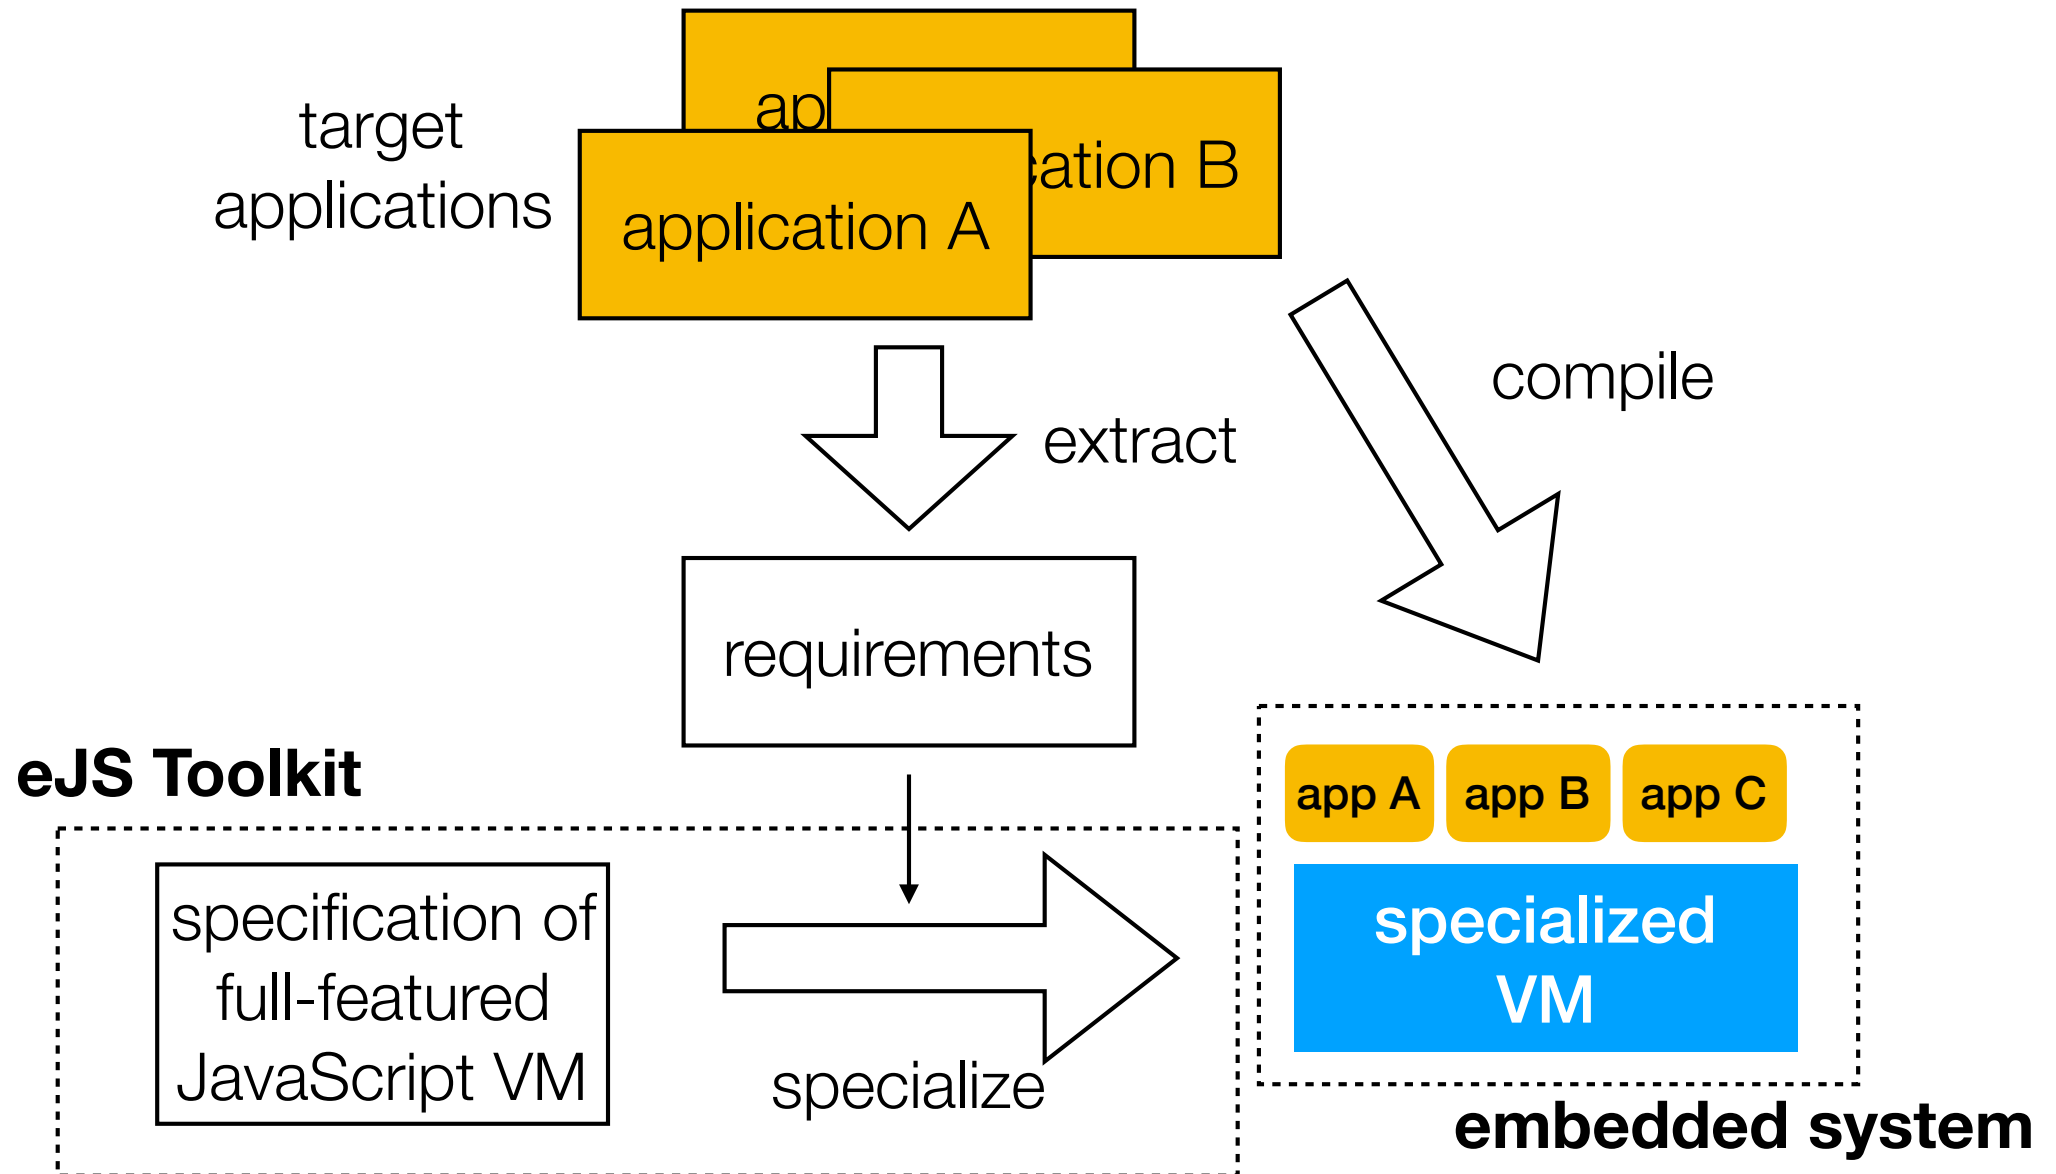 target
applications
ap
cation B
application A
compile
extract
requirements
eJS Toolkit
app A
app B
app C
specification of
full-featured
JavaScript VM
specialized
VM
specialize
embedded system